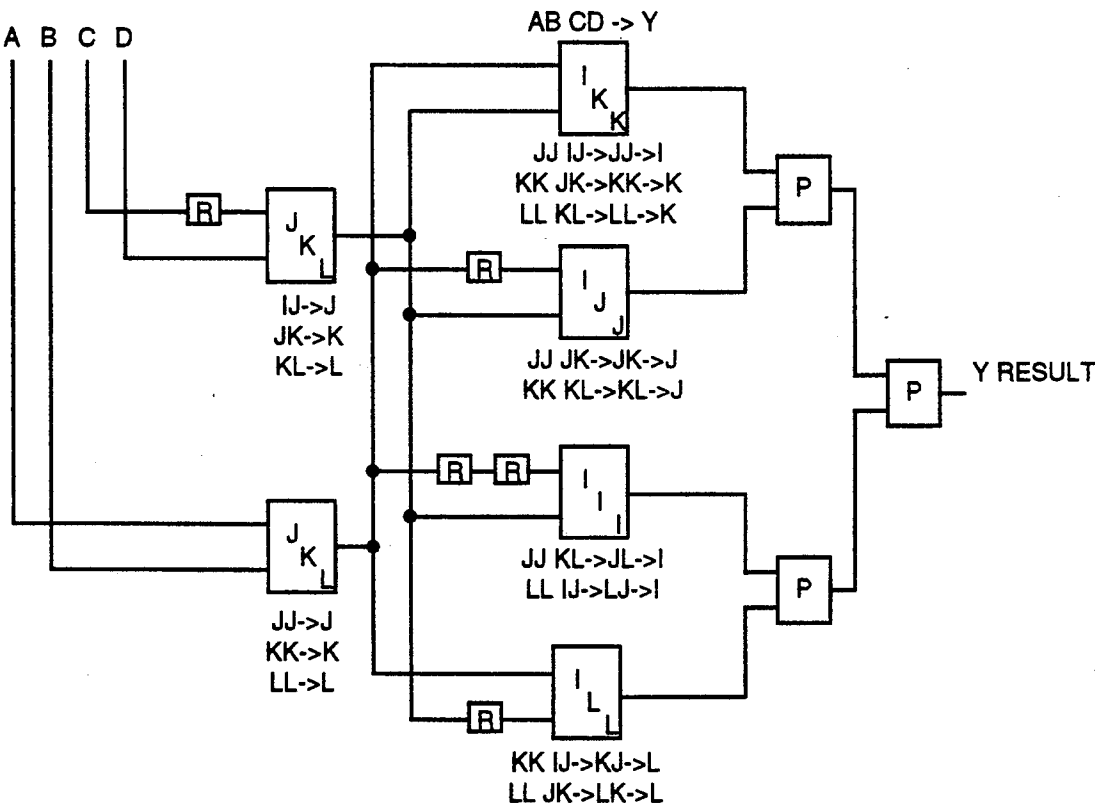 AB CD -> Y
A B C D
I
K
K
JJ IJ->JJ->I
KK JK->KK->K
LL KL->LL->K
P
R
J
K
L
IJ->J
JK->K
KL->L
R
I
J
J
JJ JK->JK->J
KK KL->KL->J
P
Y RESULT
R
R
I
I
I
JJ KL->JL->I
LL IJ->LJ->I
J
K
L
JJ->J
KK->K
LL->L
P
I
L
L
R
KK IJ->KJ->L
LL JK->LK->L